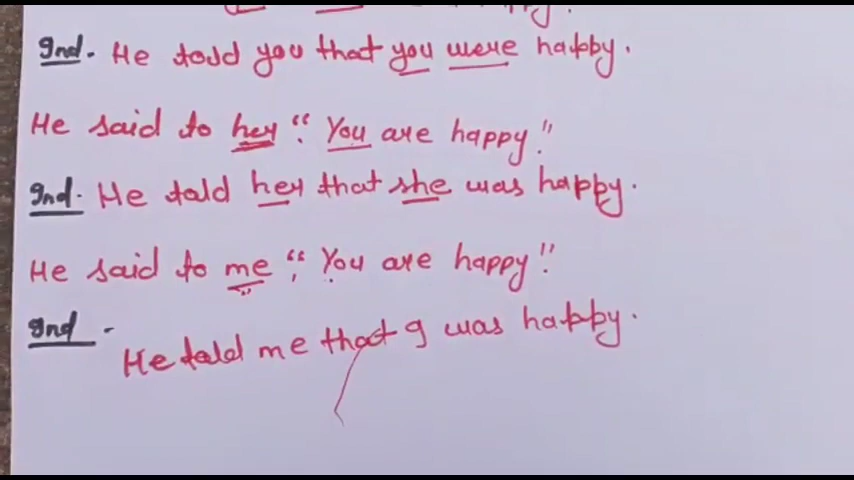 Ind. He told you that you were happy.
He said to her "You are happy."
Ind. He told her that she was happy.
He said to me "You are happy"
Ind - He told me that I was happy.